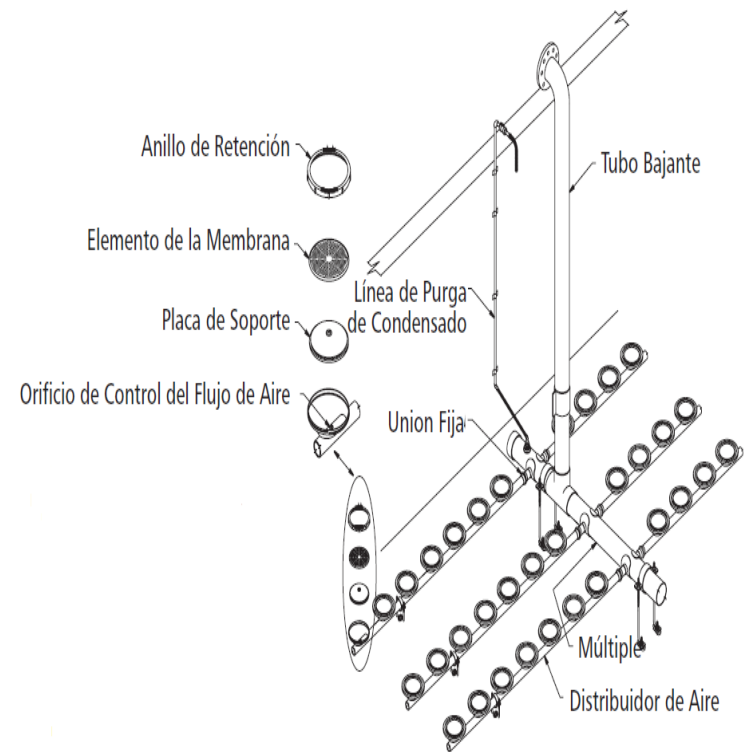 Anillo de Retención
Tubo Bajante
Elemento de la Membrana
Línea de Purga
de Condensado
Placa de Soporte
Orificio de Control del Flujo de Aire
Union Fija
Múltiple
Distribuidor de Aire